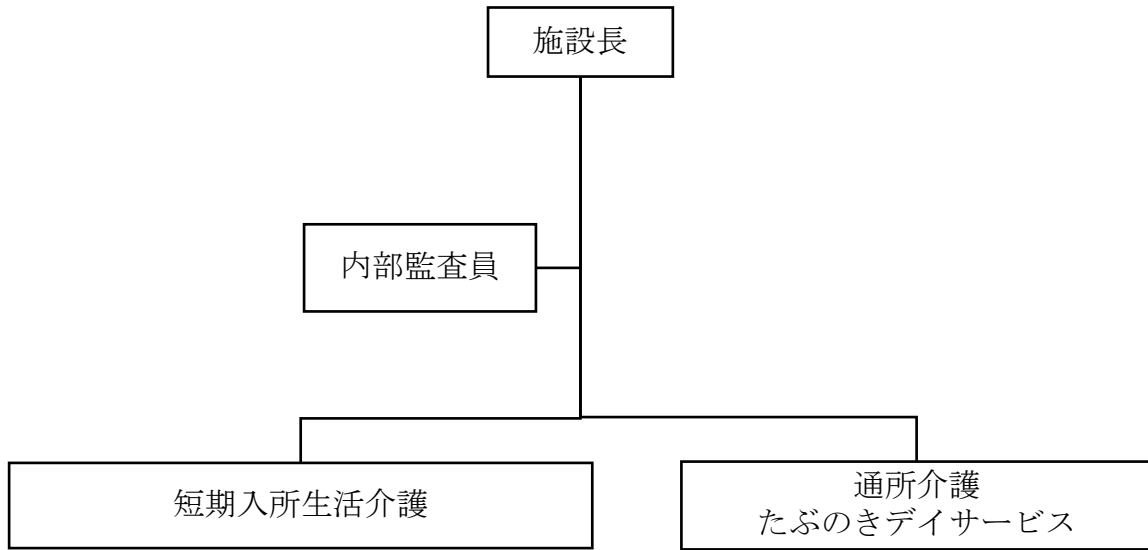 施設長
内部監査員
短期入所生活介護
通所介護
たぶのきデイサービス